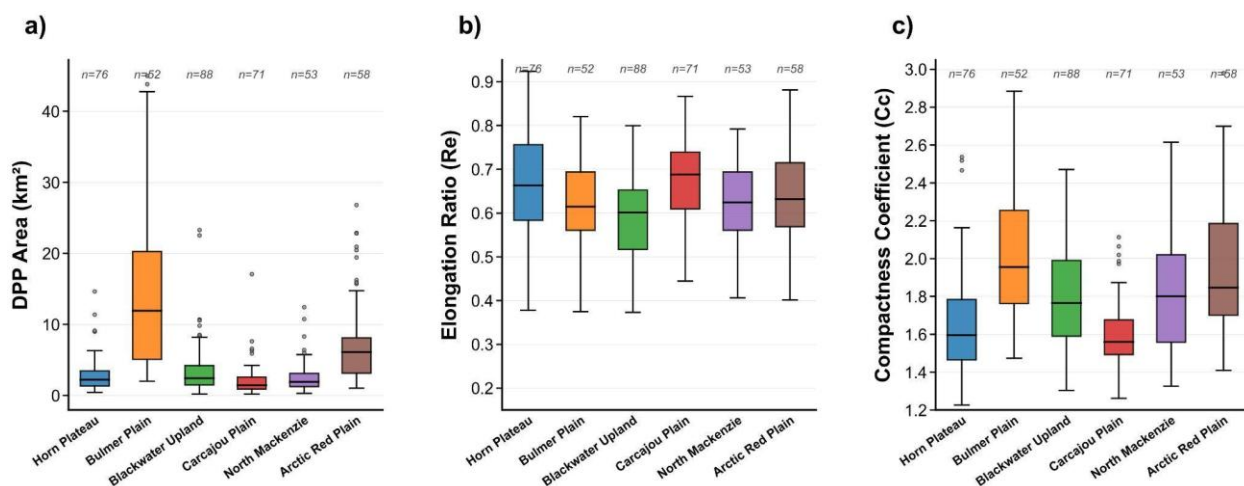 a)
n=76 n=52 n=88 n=71 n=53 n=58
DPP Area (km²)
40
30
20
10
0
Horn Plateau
Bulmer Plain
Blackwater Upland
Carcajou Plain
North Mackenzie
Arctic Red Plain
b)
n=76 n=52 n=88 n=71 n=53 n=58
Elongation Ratio (Re)
0.9
0.8
0.7
0.6
0.5
0.4
0.3
0.2
Horn Plateau
Bulmer Plain
Blackwater Upland
Carcajou Plain
North Mackenzie
Arctic Red Plain
c)
n=76 n=52 n=88 n=71 n=53 n=58
Compactness Coefficient (Cc)
3.0
2.8
2.6
2.4
2.2
2.0
1.8
1.6
1.4
1.2
Horn Plateau
Bulmer Plain
Blackwater Upland
Carcajou Plain
North Mackenzie
Arctic Red Plain